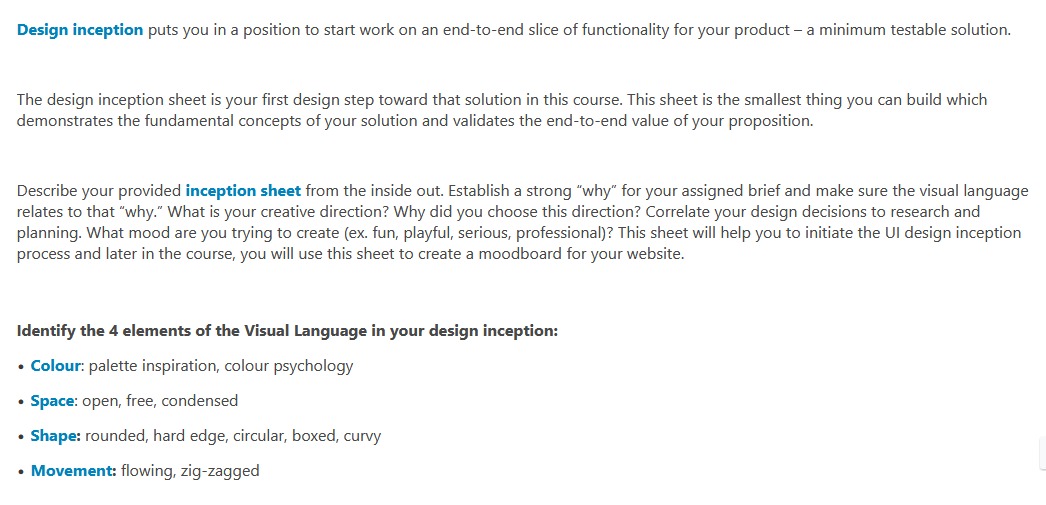 Design inception puts you in a position to start work on an end-to-end slice of functionality for your product – a minimum testable solution.
The design inception sheet is your first design step toward that solution in this course. This sheet is the smallest thing you can build which
demonstrates the fundamental concepts of your solution and validates the end-to-end value of your proposition.
Describe your provided inception sheet from the inside out. Establish a strong "why" for your assigned brief and make sure the visual language
relates to that "why." What is your creative direction? Why did you choose this direction? Correlate your design decisions to research and
planning. What mood are you trying to create (ex. fun, playful, serious, professional)? This sheet will help you to initiate the UI design inception
process and later in the course, you will use this sheet to create a moodboard for your website.
Identify the 4 elements of the Visual Language in your design inception:
• Colour: palette inspiration, colour psychology
• Space: open, free, condensed
• Shape: rounded, hard edge, circular, boxed, curvy
• Movement: flowing, zig-zagged